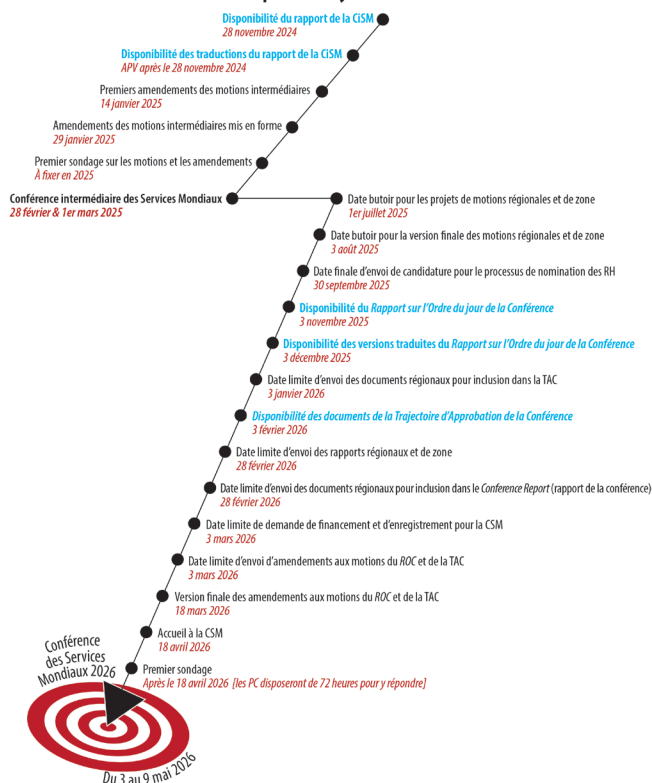 Disponibilité du rapport de la CiSM
28 novembre 2024
Disponibilité des traductions du rapport de la CiSM
APV après le 28 novembre 2024
Premiers amendements des motions intermédiaires
14 janvier 2025
Amendements des motions intermédiaires mis en forme
29 janvier 2025
Premier sondage sur les motions et les amendements
À fixer en 2025
Conférence intermédiaire des Services Mondiaux
28 février & 1er mars 2025
Date butoir pour les projets de motions régionales et de zone
1er juillet 2025
Date butoir pour la version finale des motions régionales et de zone
3 août 2025
Date finale d'envoi de candidature pour le processus de nomination des RH
30 septembre 2025
Disponibilité du Rapport sur l'Ordre du jour de la Conférence
3 novembre 2025
Disponibilité des versions traduites du Rapport sur l'Ordre du jour de la Conférence
3 décembre 2025
Date limite d'envoi des documents régionaux pour inclusion dans la TAC
3 janvier 2026
Disponibilité des documents de la Trajectoire d'Approbation de la Conférence
3 février 2026
Date limite d'envoi des rapports régionaux et de zone
28 février 2026
Date limite d'envoi des documents régionaux pour inclusion dans le Conference Report (rapport de la conférence)
28 février 2026
Date limite de demande de financement et d'enregistrement pour la CSM
3 mars 2026
Date limite d'envoi d'amendements aux motions du ROC et de la TAC
3 mars 2026
Version finale des amendements aux motions du ROC et de la TAC
18 mars 2026
Accueil à la CSM
18 avril 2026
Premier sondage
Après le 18 avril 2026 [les PC disposeront de 72 heures pour y répondre]
Conférence
des Services
Mondiaux 2026
Du 3 au 9 mai 2026